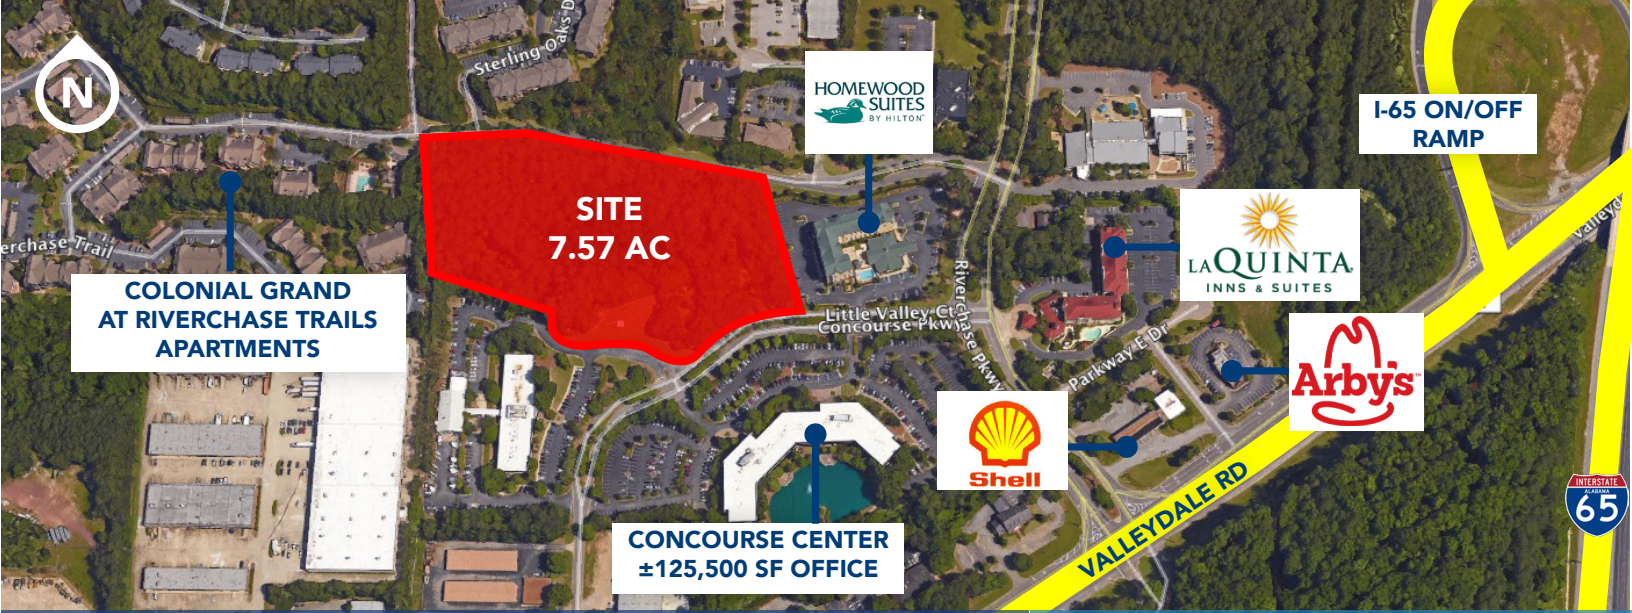 N
Sterling Oaks D
HOMEWOOD
SUITES
BY HILTON
I-65 ON/OFF
RAMP
SITE
7.57 AC
LAQUINTA
INNS & SUITES
Valleyd
erchase Trail
COLONIAL GRAND
AT RIVERCHASE TRAILS
APARTMENTS
Riverchase Pkwy
Little Valley Ct
Concourse Pkwy
Parkway E Dr
Arby's
Shell
VALLEYDALE RD
INTERSTATE
ALABAMA
65
CONCOURSE CENTER
±125,500 SF OFFICE